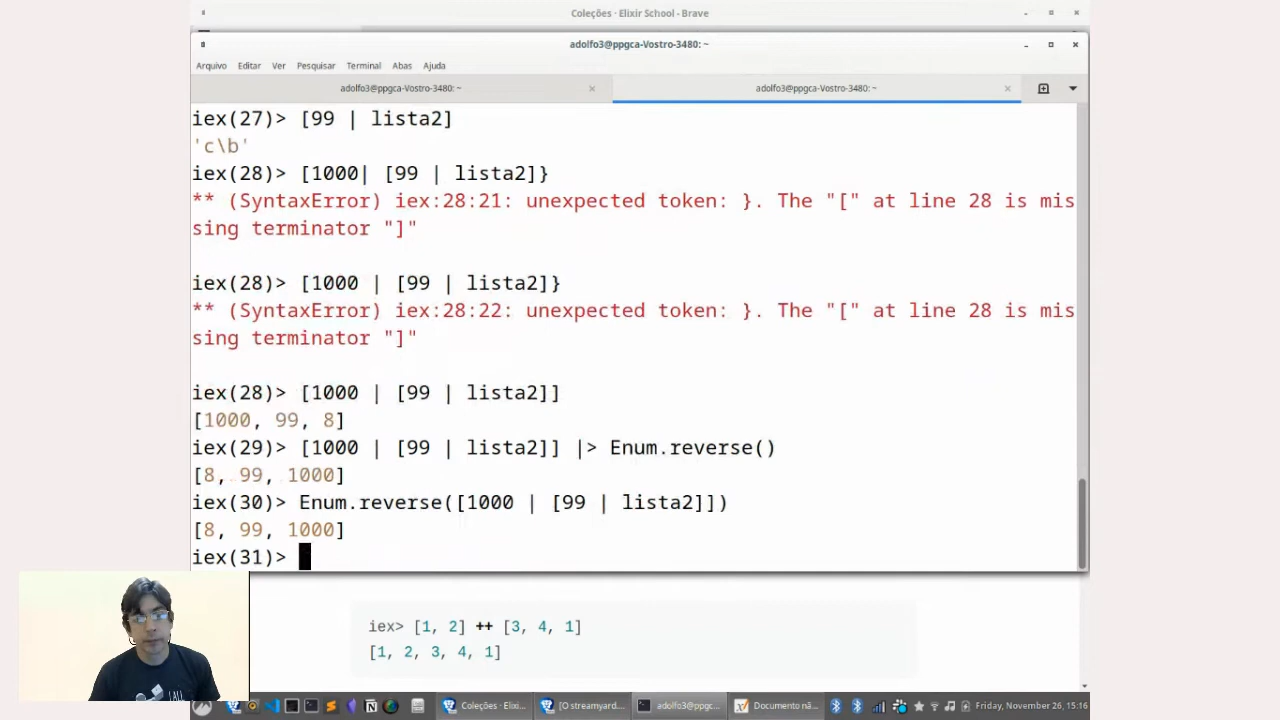 Coleções · Elixir School - Brave
adolfo3@ppgca-Vostro-3480: ~
Arquivo Editar Ver Pesquisar Terminal Abas Ajuda
adolfo3@ppgca-Vostro-3480: ~ adolfo3@ppgca-Vostro-3480: ~
iex(27)> [99 | lista2]
'c\b'
iex(28)> [1000| [99 | lista2]}
** (SyntaxError) iex:28:21: unexpected token: }. The "[" at line 28 is mis
sing terminator "]"
iex(28)> [1000 | [99 | lista2]}
** (SyntaxError) iex:28:22: unexpected token: }. The "[" at line 28 is mis
sing terminator "]"
iex(28)> [1000 | [99 | lista2]]
[1000, 99, 8]
iex(29)> [1000 | [99 | lista2]] |> Enum.reverse()
[8, 99, 1000]
iex(30)> Enum.reverse([1000 | [99 | lista2]])
[8, 99, 1000]
iex(31)>
iex> [1, 2] ++ [3, 4, 1]
[1, 2, 3, 4, 1]
Coleções · Elixi... [O streamyard... adolfo3@ppgc... Documento nã... Friday, November 26, 15:16